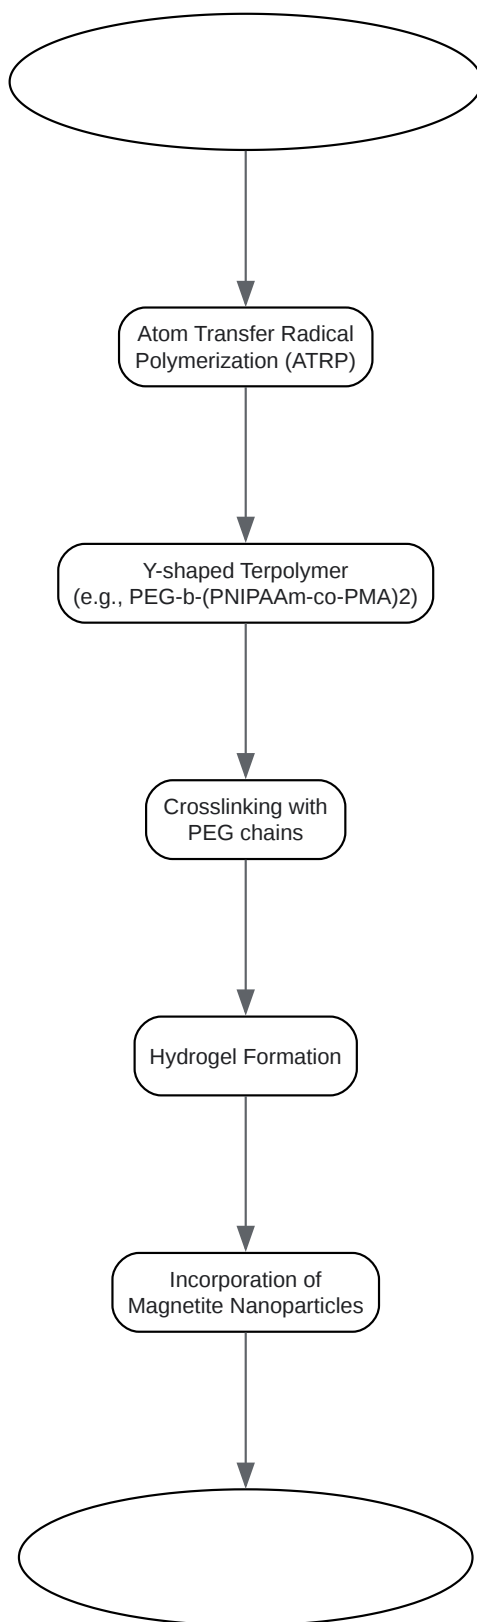 Atom Transfer Radical
Polymerization (ATRP)
Y-shaped Terpolymer
(e.g., PEG-b-(PNIPAAm-co-PMA)2)
Crosslinking with
PEG chains
Hydrogel Formation
Incorporation of
Magnetite Nanoparticles